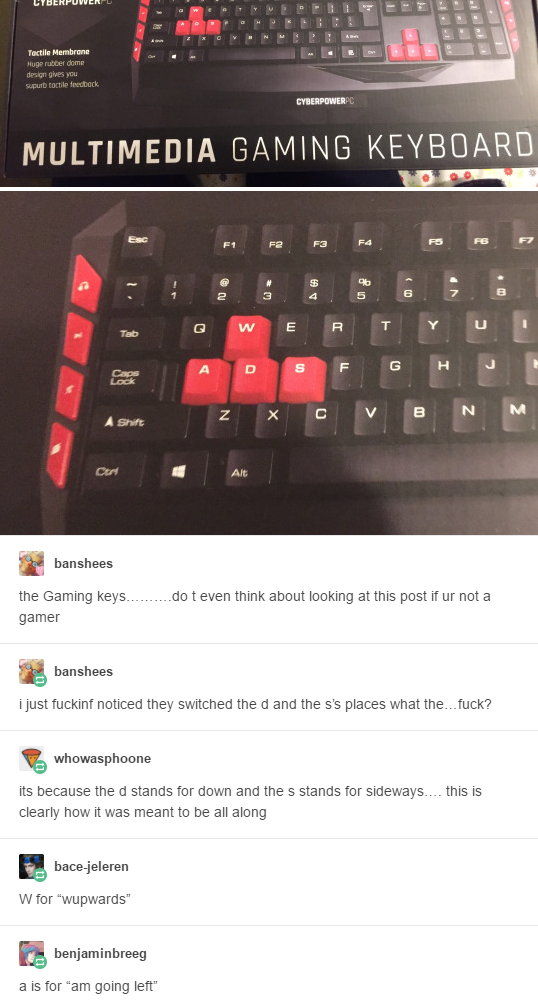 CYBERPOWERPC
Tactile Membrane
Huge rubber dome
design gives you
supurb tactile feedback
CYBERPOWERPC
MULTIMEDIA GAMING KEYBOARD
Esc F1 F2 F3 F4 F5 F6 F7
~ ! @ # $ % ^ & *
` 1 2 3 4 5 6 7 8
Tab Q W E R T Y U I
Caps Lock A D S F G H J
Shift Z X C V B N M
Ctrl Alt
banshees
the Gaming keys……….do t even think about looking at this post if ur not a
gamer
banshees
i just fuckinf noticed they switched the d and the s’s places what the…fuck?
whowasphoone
its because the d stands for down and the s stands for sideways…. this is
clearly how it was meant to be all along
bace-jeleren
W for “wupwards”
benjaminbreeg
a is for “am going left”